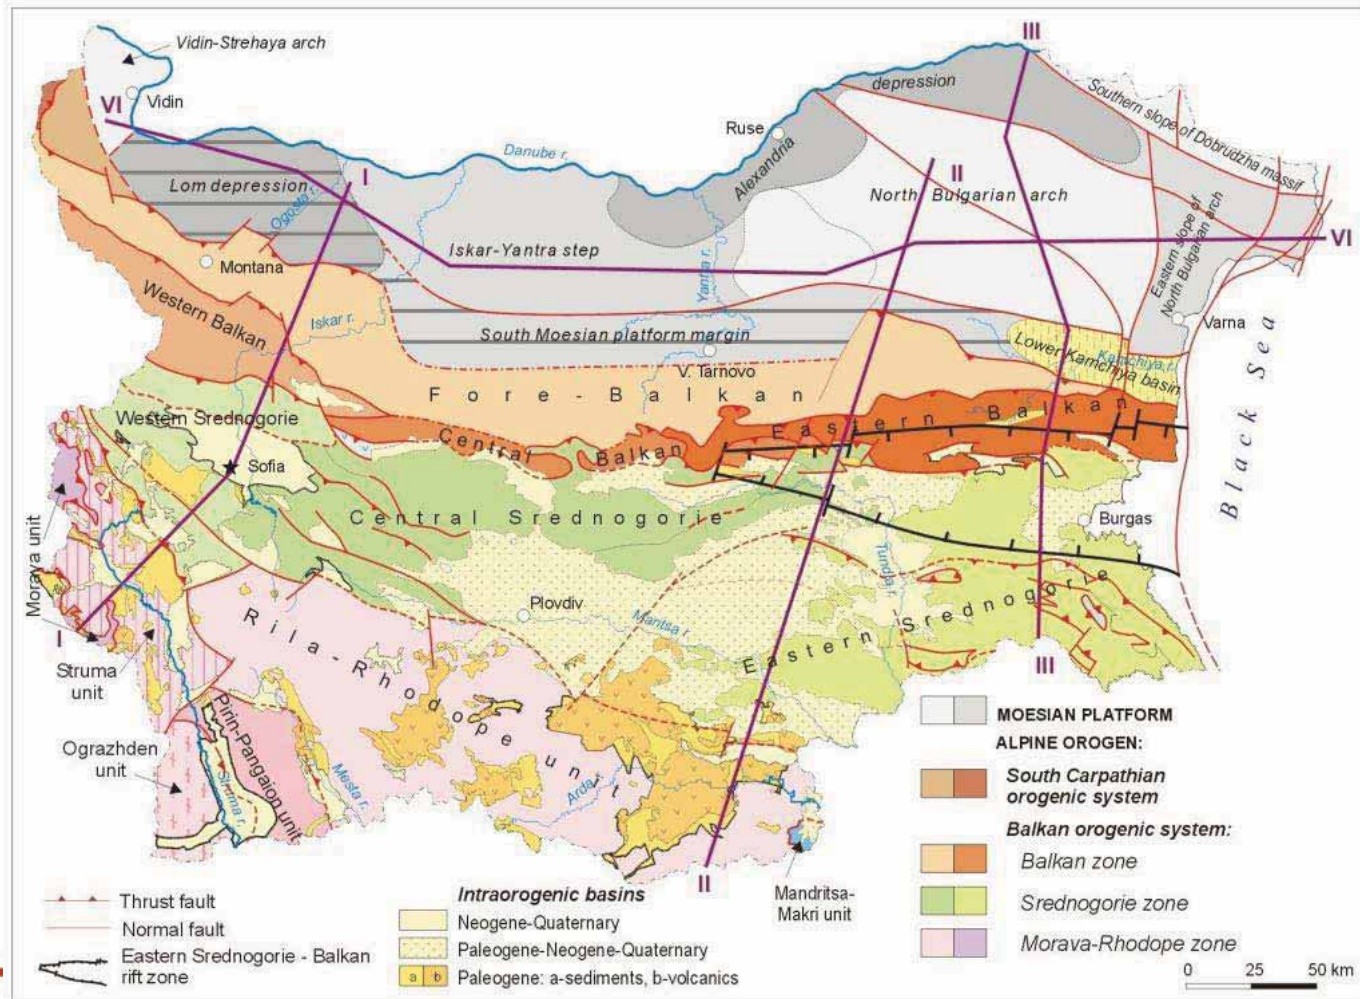 III
Vidin-Strehaya arch
depression
Southern slope of Dobrudzha massif
VI
Vidin
Ruse
Danube r.
Alexandria
Lom depression
I
II
Ogosta r.
North Bulgarian arch
Iskar-Yantra step
VI
Eastern slope of
North Bulgarian arch
Montana
Yantra r.
Western Balkan
Iskar r.
South Moesian platform margin
Varna
Lower Kamchiya basin
Kamchiya r.
V. Tarnovo
Fore-Balkan
Black Sea
Western Srednogorie
Central Balkan
Eastern Balkan
Sofia
Central Srednogorie
Burgas
Morava unit
Tundja r.
Plovdiv
Maritsa r.
Eastern Srednogorie
Rila-Rhodope unit
I
Struma
unit
III
Pirin-Pangaion unit
Ograzhden
unit
Struma r.
Mesta r.
Arda r.
II
Mandritsa-
Makri unit
MOESIAN PLATFORM
ALPINE OROGEN:
South Carpathian
orogenic system
Balkan orogenic system:
Balkan zone
Srednogorie zone
Morava-Rhodope zone
Thrust fault
Normal fault
Eastern Srednogorie - Balkan
rift zone
Intraorogenic basins
Neogene-Quaternary
Paleogene-Neogene-Quaternary
a b Paleogene: a-sediments, b-volcanics
0 25 50 km